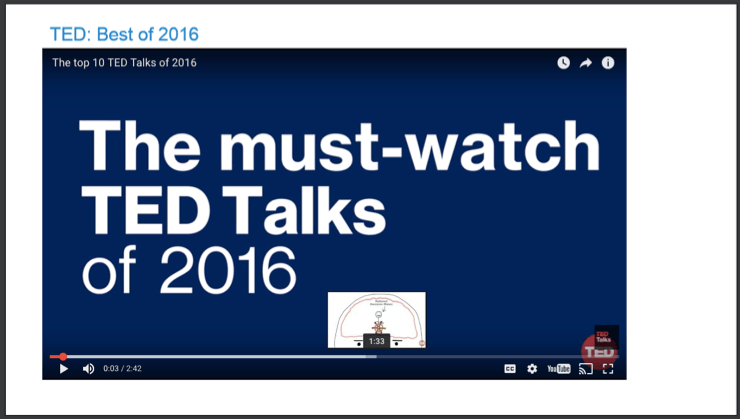 TED: Best of 2016
The top 10 TED Talks of 2016
The must-watch
TED Talks
of 2016
1:33
TED
Talks
TED
0:03 / 2:42
CC
YouTube